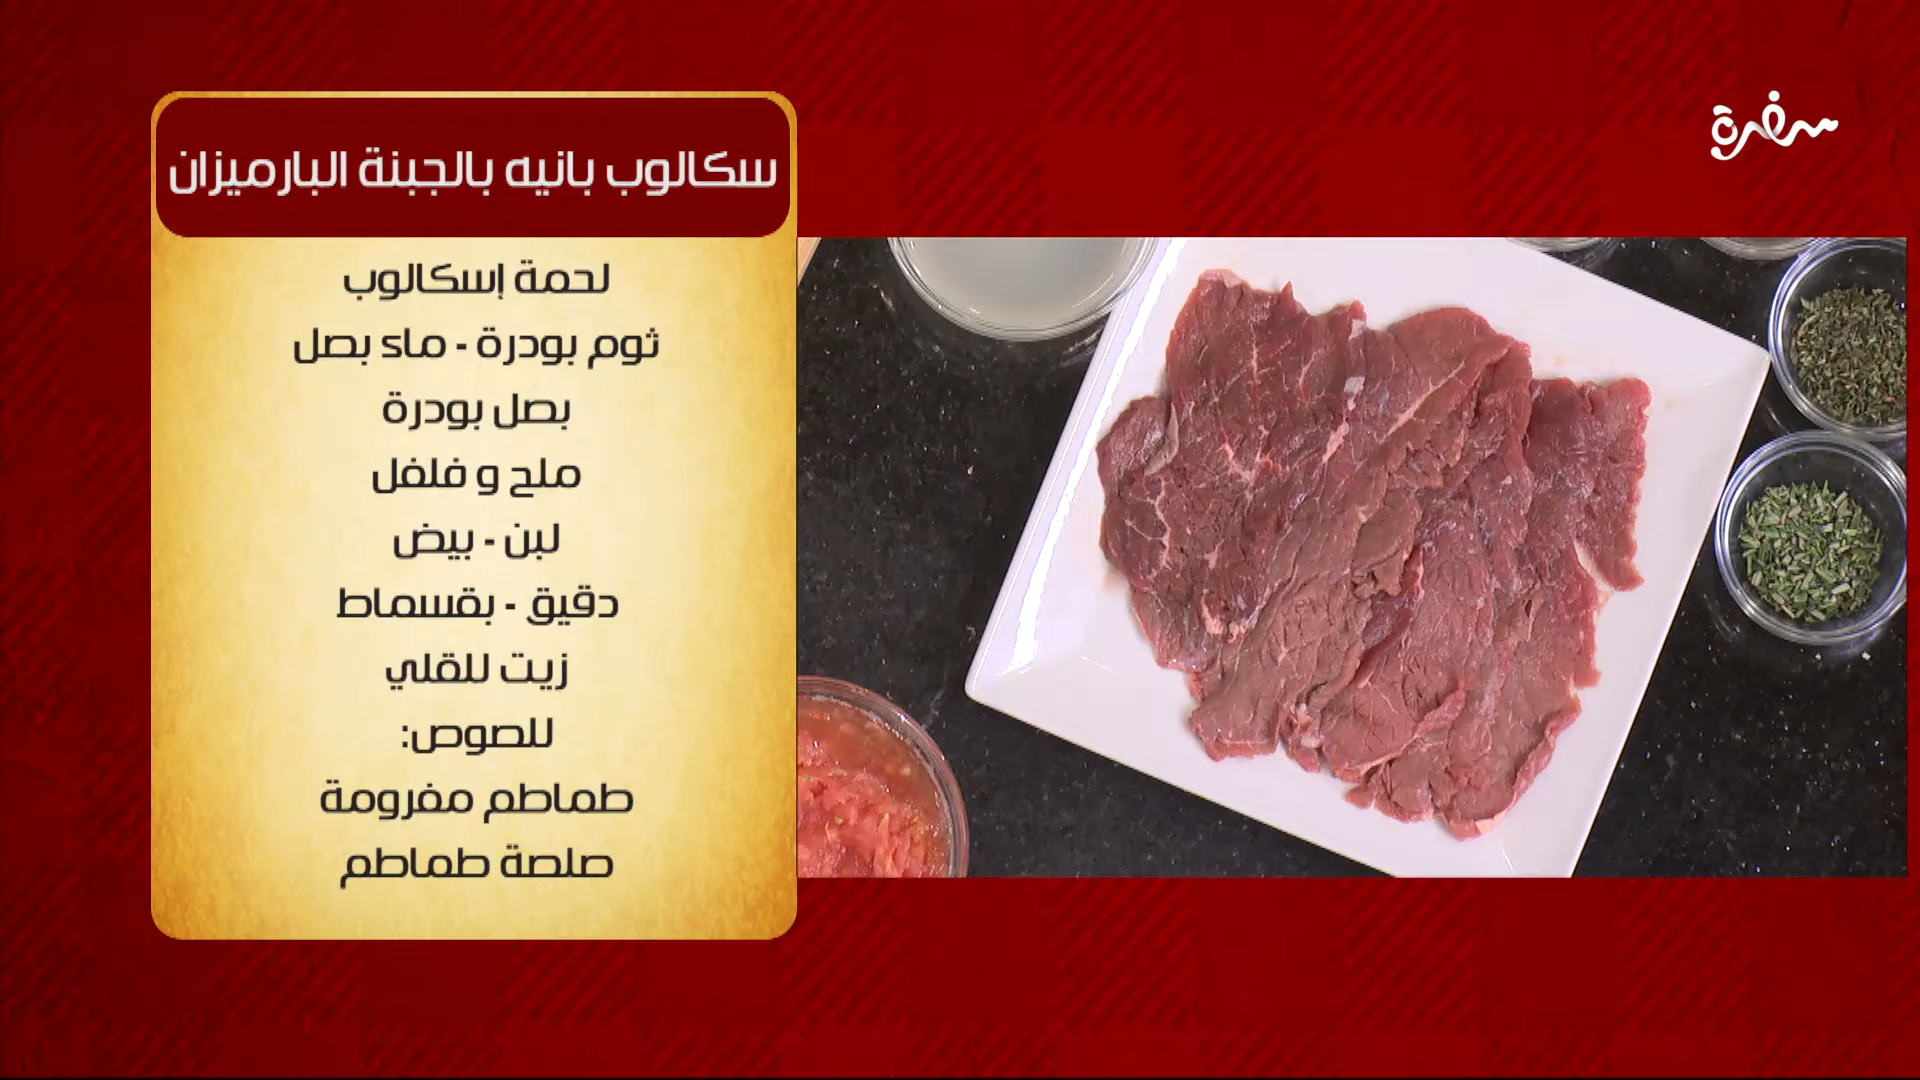 سفرة
سكالوب بانيه بالجبنة البارميزان
لحمة إسكالوب
ثوم بودرة - ماء بصل
بصل بودرة
ملح و فلفل
لبن - بيض
دقيق - بقسماط
زيت للقلي
للصوص:
طماطم مفرومة
صلصة طماطم